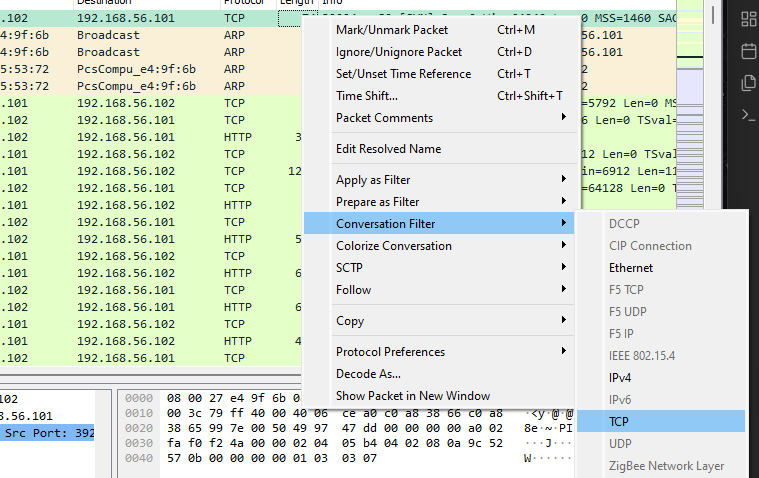 Destination Protocol Length Info
.102 192.168.56.101 TCP MSS=1460 SAC
4:9f:6b Broadcast ARP 56.101
4:9f:6b Broadcast ARP
5:53:72 PcsCompu_e4:9f:6b ARP
5:53:72 PcsCompu_e4:9f:6b ARP
.101 192.168.56.102 TCP =5792 Len=0 MS
.102 192.168.56.101 TCP 6 Len=0 TSval=
.102 192.168.56.101 HTTP 3
.101 192.168.56.102 TCP 12 Len=0 TSval=
.101 192.168.56.102 TCP 12 in=6912 Len=11
.102 192.168.56.101 TCP =64128 Len=0 T
.101 192.168.56.102 HTTP
.102 192.168.56.101 TCP
.102 192.168.56.101 HTTP 5
.101 192.168.56.102 TCP
.101 192.168.56.102 HTTP 6
.102 192.168.56.101 TCP
.102 192.168.56.101 HTTP 6
.101 192.168.56.102 TCP
.101 192.168.56.102 HTTP 4
Mark/Unmark Packet Ctrl+M
Ignore/Unignore Packet Ctrl+D
Set/Unset Time Reference Ctrl+T
Time Shift... Ctrl+Shift+T
Packet Comments
Edit Resolved Name
Apply as Filter
Prepare as Filter
Conversation Filter
Colorize Conversation
SCTP
Follow
Copy
Protocol Preferences
Decode As...
Show Packet in New Window
DCCP
CIP Connection
Ethernet
F5 TCP
F5 UDP
F5 IP
IEEE 802.15.4
IPv4
IPv6
TCP
UDP
ZigBee Network Layer
102
8.56.101
Src Port: 392
0000 08 00 27 e4 9f 6b 0
0010 00 3c 79 ff 40 00 40 06 ce a0 c0 a8 38 66 c0 a8 ·<y·@·@
0020 38 65 99 7e 00 50 49 97 47 dd 00 00 00 00 a0 02 8e·~·PI
0030 fa f0 f2 4a 00 00 02 04 05 b4 04 02 08 0a 9c 52 ···J···
0040 57 0b 00 00 00 00 01 03 03 07 W······